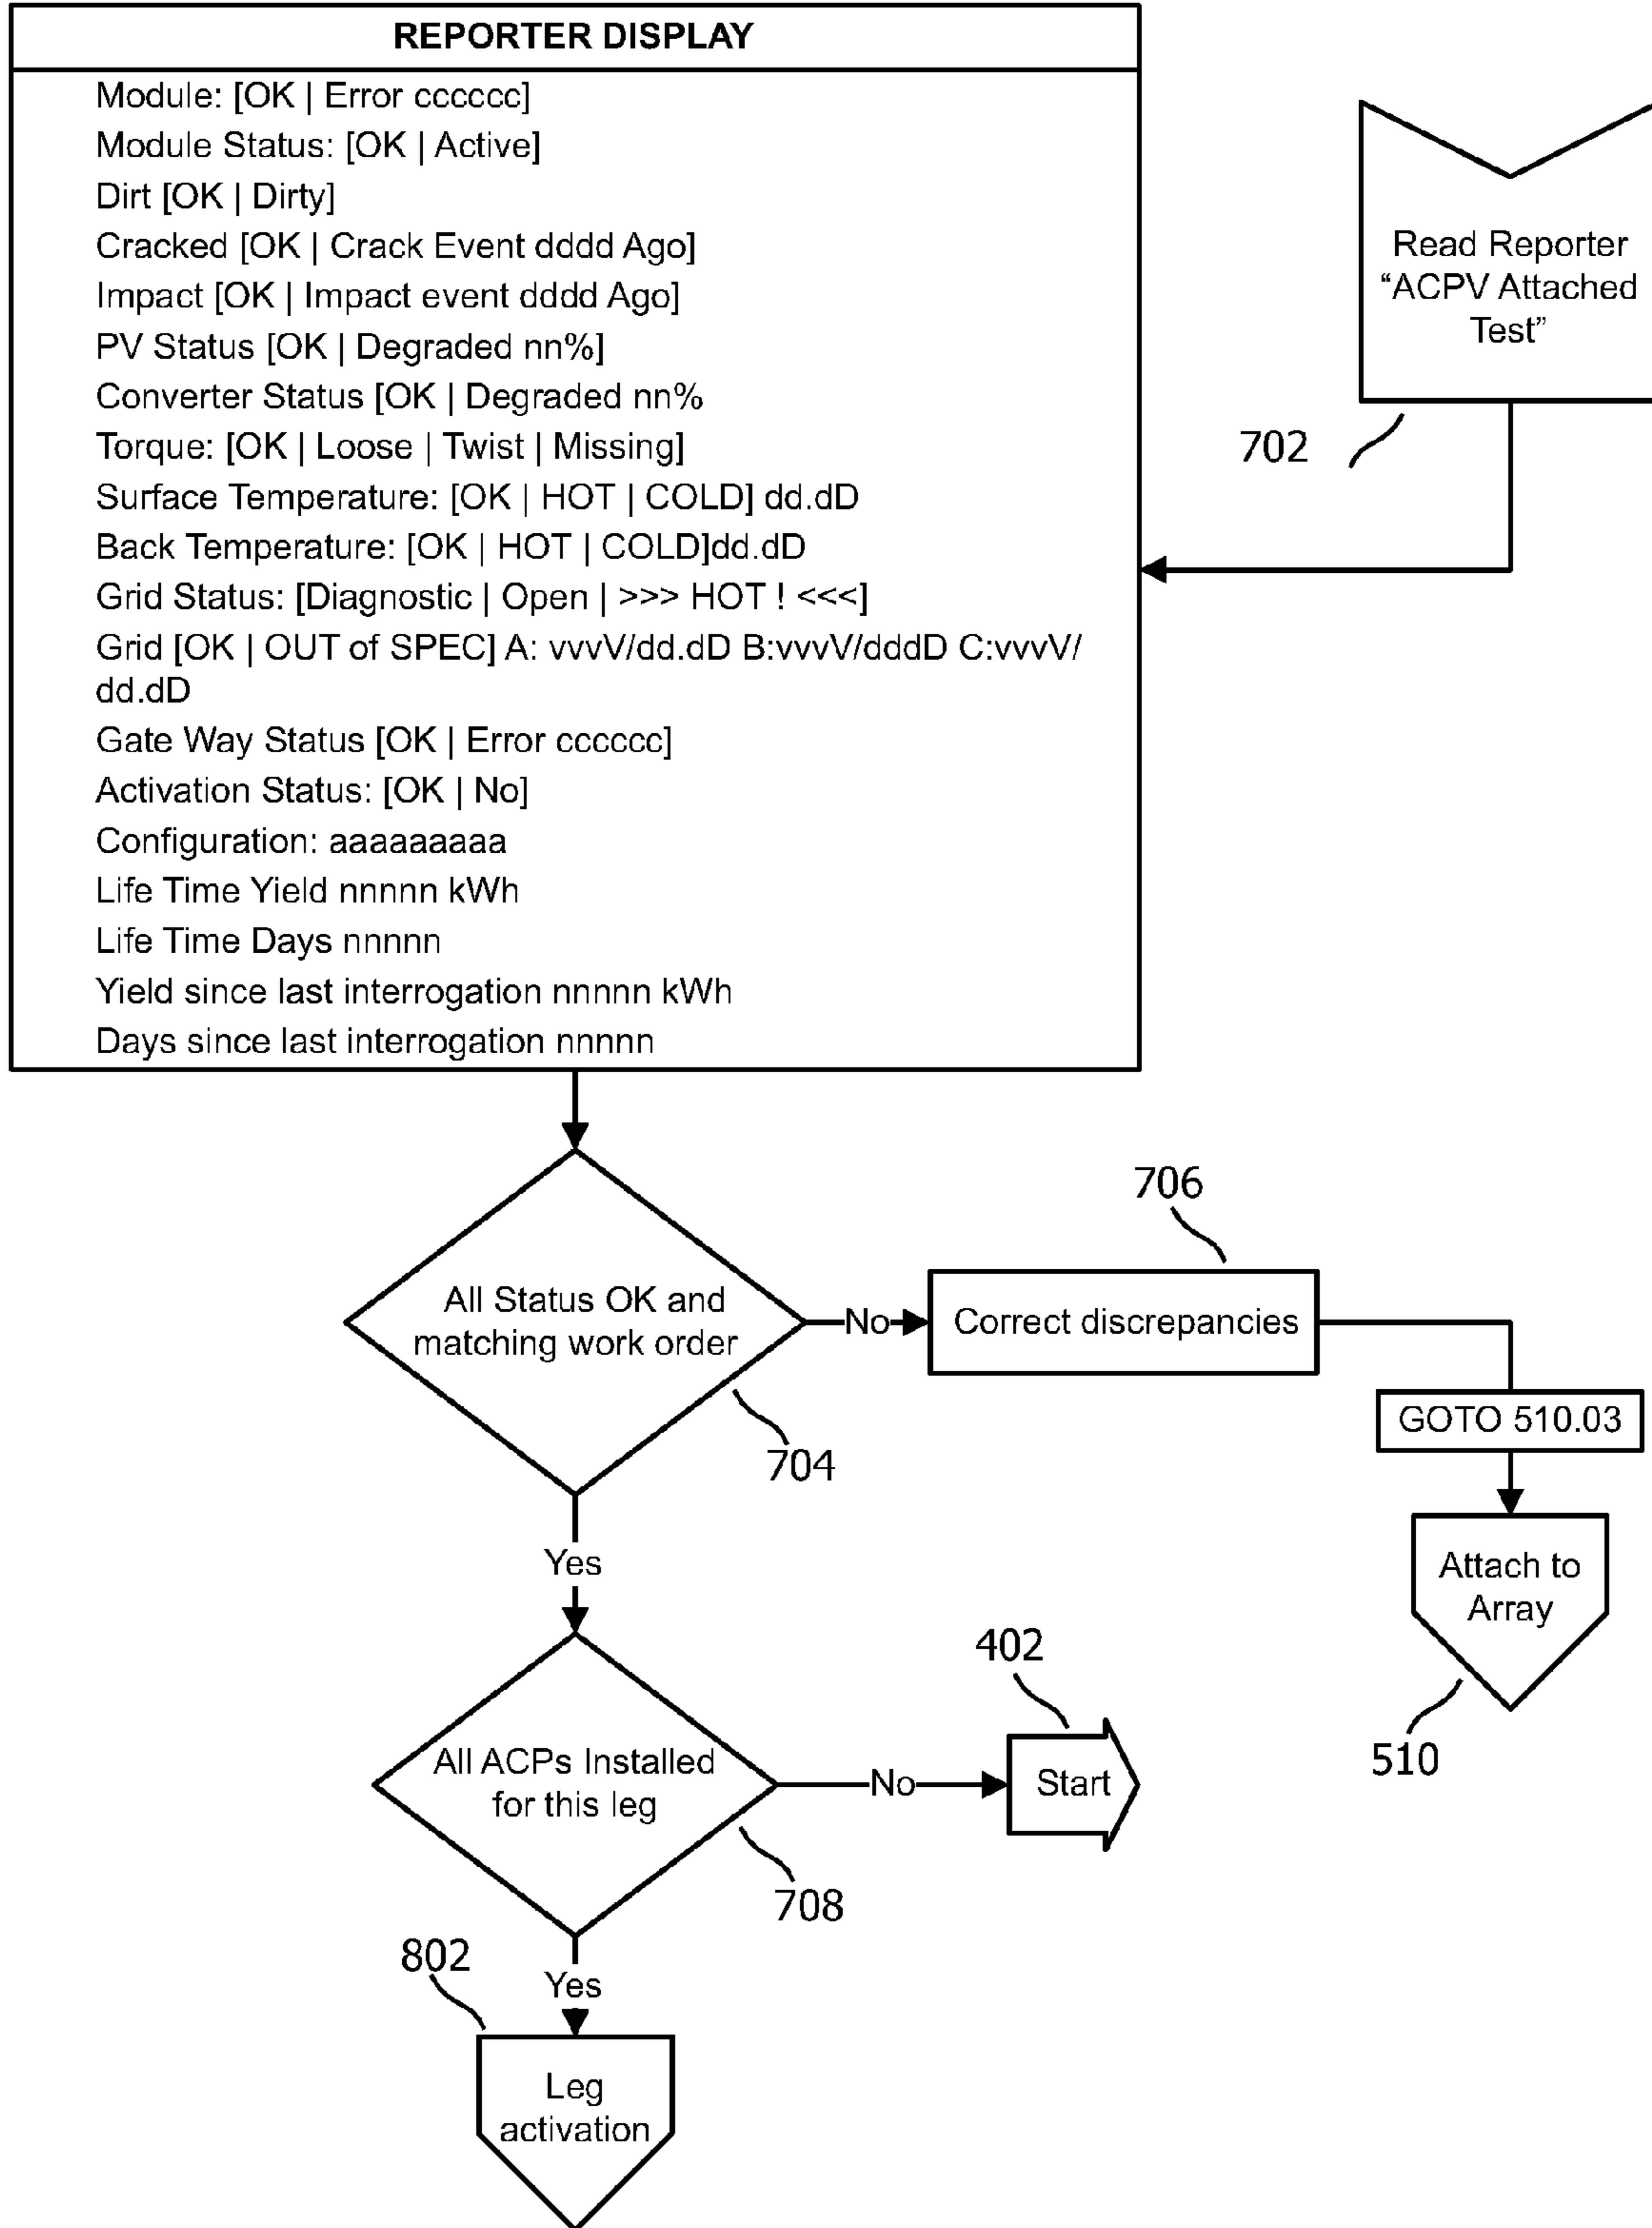 REPORTER DISPLAY
Module: [OK | Error cccccc]
Module Status: [OK | Active]
Dirt [OK | Dirty]
Cracked [OK | Crack Event dddd Ago]
Impact [OK | Impact event dddd Ago]
PV Status [OK | Degraded nn%]
Converter Status [OK | Degraded nn%
Torque: [OK | Loose | Twist | Missing]
Surface Temperature: [OK | HOT | COLD] dd.dD
Back Temperature: [OK | HOT | COLD]dd.dD
Grid Status: [Diagnostic | Open | >>> HOT ! <<<]
Grid [OK | OUT of SPEC] A: vvvV/dd.dD B:vvvV/dddD C:vvvV/
dd.dD
Gate Way Status [OK | Error cccccc]
Activation Status: [OK | No]
Configuration: aaaaaaaaa
Life Time Yield nnnnn kWh
Life Time Days nnnnn
Yield since last interrogation nnnnn kWh
Days since last interrogation nnnnn
Read Reporter
“ACPV Attached
Test”
702
All Status OK and
matching work order
704
No
706
Correct discrepancies
GOTO 510.03
Attach to
Array
510
Yes
All ACPs Installed
for this leg
708
No
402
Start
Yes
802
Leg
activation